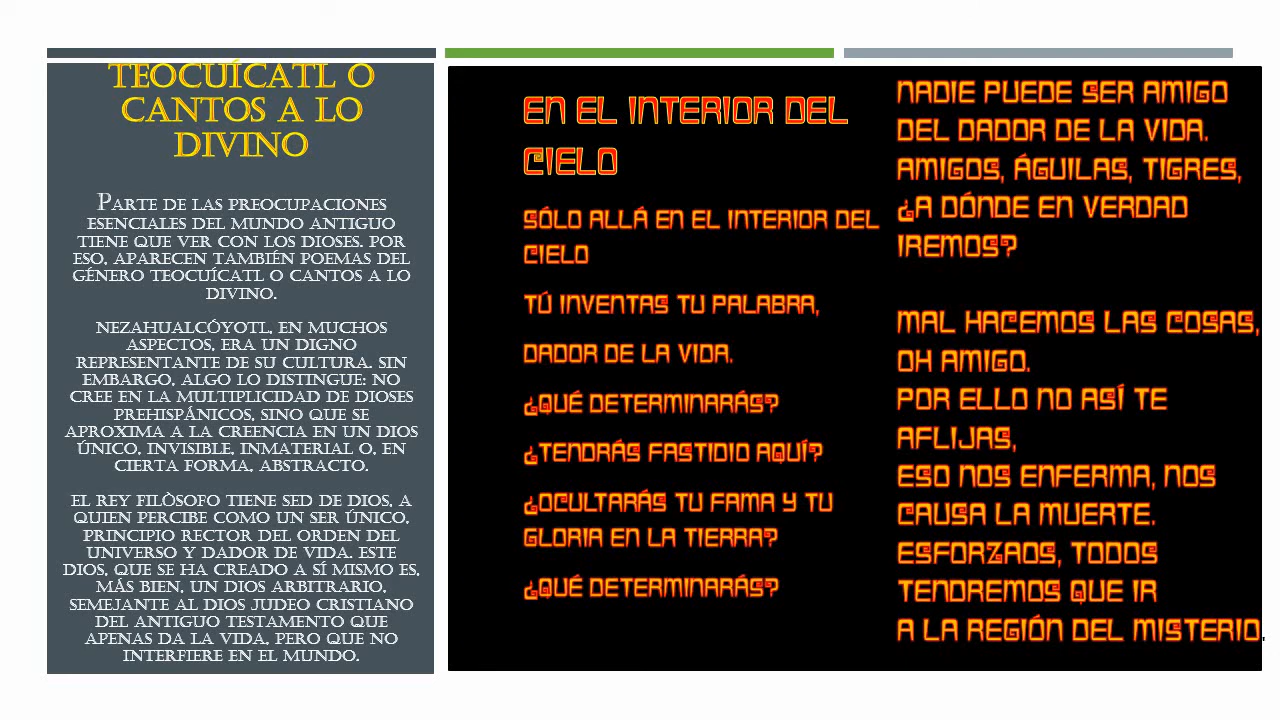 TEOCUÍCATL O
CANTOS A LO
DIVINO
PARTE DE LAS PREOCUPACIONES
ESENCIALES DEL MUNDO ANTIGUO
TIENE QUE VER CON LOS DIOSES. POR
ESO, APARECEN TAMBIÉN POEMAS DEL
GÉNERO TEOCUÍCATL O CANTOS A LO
DIVINO.
NEZAHUALCÓYOTL, EN MUCHOS
ASPECTOS, ERA UN DIGNO
REPRESENTANTE DE SU CULTURA. SIN
EMBARGO, ALGO LO DISTINGUE: NO
CREE EN LA MULTIPLICIDAD DE DIOSES
PREHISPÁNICOS, SINO QUE SE
APROXIMA A LA CREENCIA EN UN DIOS
ÚNICO, INVISIBLE, INMATERIAL O, EN
CIERTA FORMA, ABSTRACTO.
EL REY FILÒSOFO TIENE SED DE DIOS, A
QUIEN PERCIBE COMO UN SER ÚNICO,
PRINCIPIO RECTOR DEL ORDEN DEL
UNIVERSO Y DADOR DE VIDA. ESTE
DIOS, QUE SE HA CREADO A SÍ MISMO ES,
MÁS BIEN, UN DIOS ARBITRARIO,
SEMEJANTE AL DIOS JUDEO CRISTIANO
DEL ANTIGUO TESTAMENTO QUE
APENAS DA LA VIDA, PERO QUE NO
INTERFIERE EN EL MUNDO.
EN EL INTERIOR DEL
CIELO
SÓLO ALLÁ EN EL INTERIOR DEL
CIELO
TÚ INVENTAS TU PALABRA,
DADOR DE LA VIDA.
¿QUÉ DETERMINARÁS?
¿TENDRÁS FASTIDIO AQUÍ?
¿OCULTARÁS TU FAMA Y TU
GLORIA EN LA TIERRA?
¿QUÉ DETERMINARÁS?
NADIE PUEDE SER AMIGO
DEL DADOR DE LA VIDA.
AMIGOS, ÁGUILAS, TIGRES,
¿A DÓNDE EN VERDAD
IREMOS?
MAL HACEMOS LAS COSAS,
OH AMIGO.
POR ELLO NO ASÍ TE
AFLIJAS,
ESO NOS ENFERMA, NOS
CAUSA LA MUERTE.
ESFORZAOS, TODOS
TENDREMOS QUE IR
A LA REGIÓN DEL MISTERIO.